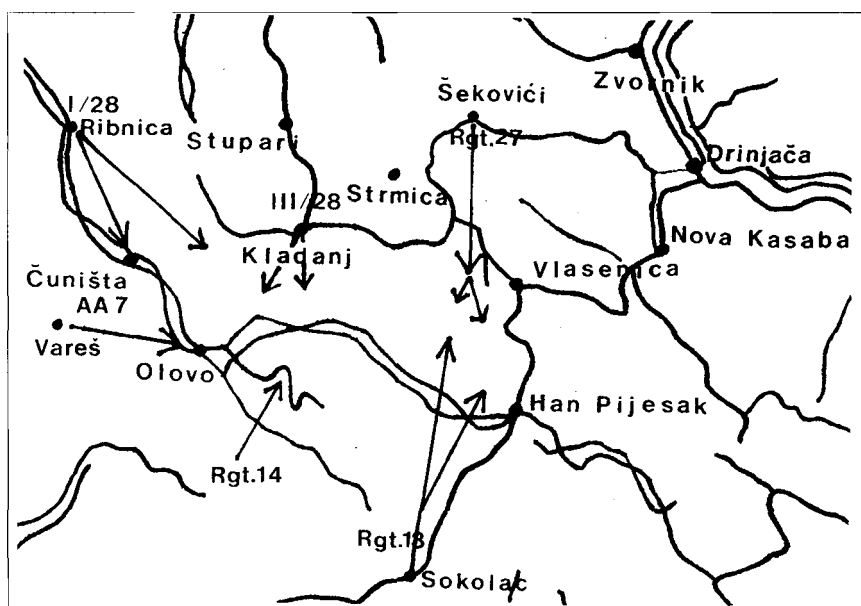 Zvornik
Šekovići
I/28
Ribnica
Stupari
Rgt.27
Drinjača
Strmica
III/28
Kladanj
Nova Kasaba
Čuništa
Vlasenica
AA 7
Vareš
Olovo
Han Pijesak
Rgt.14
Rgt.13
Sokolac